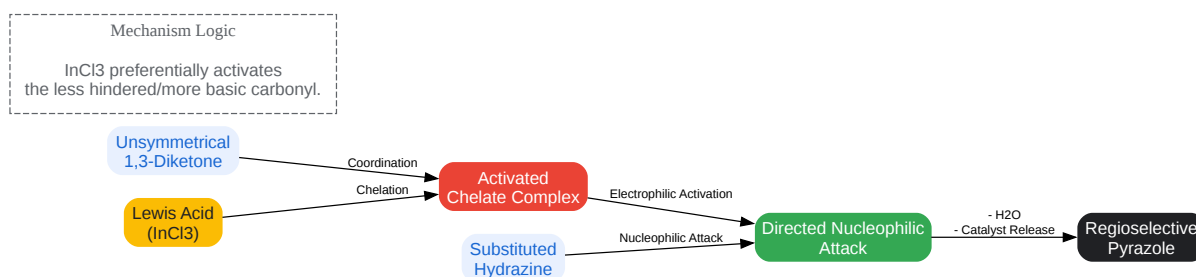 Mechanism Logic
InCl3 preferentially activates
the less hindered/more basic carbonyl.
Unsymmetrical
1,3-Diketone
Coordination
Lewis Acid
(InCl3)
Chelation
Activated
Chelate Complex
Electrophilic Activation
Substituted
Hydrazine
Nucleophilic Attack
Directed Nucleophilic
Attack
- H2O
- Catalyst Release
Regioselective
Pyrazole